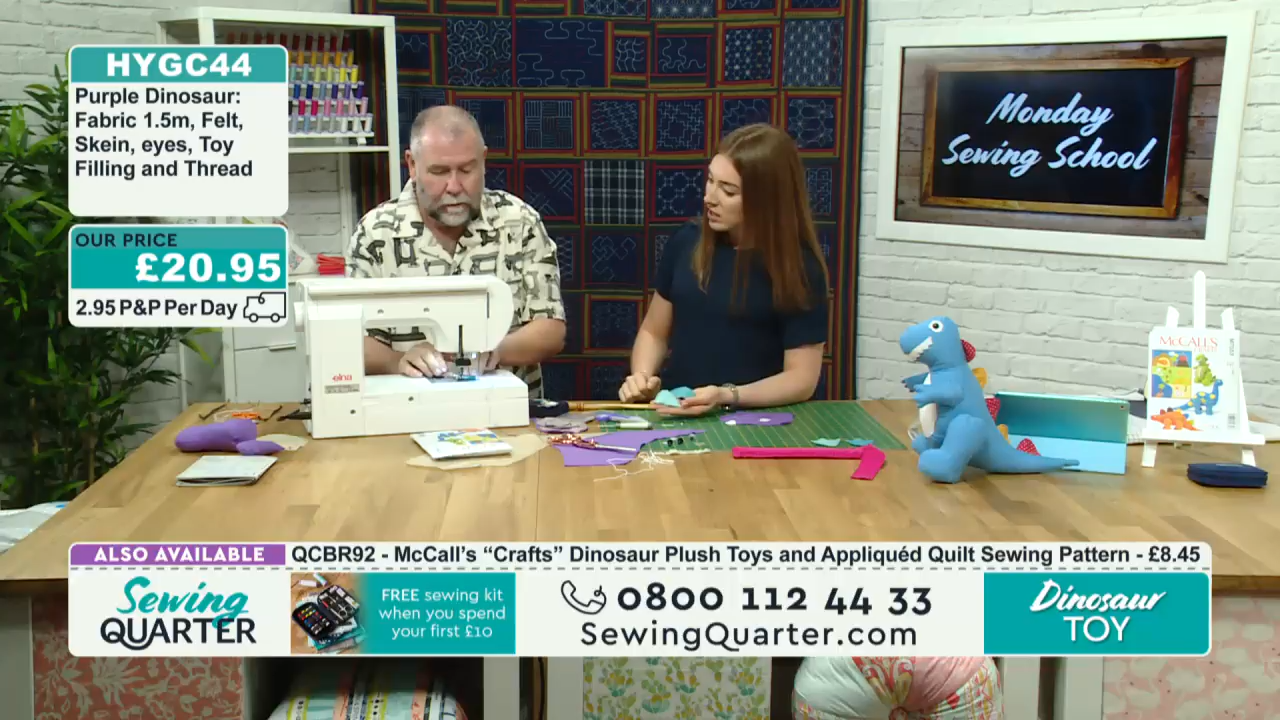 HYGC44
Purple Dinosaur:
Fabric 1.5m, Felt,
Skein, eyes, Toy
Filling and Thread
OUR PRICE
£20.95
2.95 P&P Per Day
Monday
Sewing School
elna
McCALL'S
ALSO AVAILABLE
QCBR92 - McCall's “Crafts” Dinosaur Plush Toys and Appliquéd Quilt Sewing Pattern - £8.45
Sewing
QUARTER
FREE sewing kit
when you spend
your first £10
0800 112 44 33
SewingQuarter.com
Dinosaur
TOY